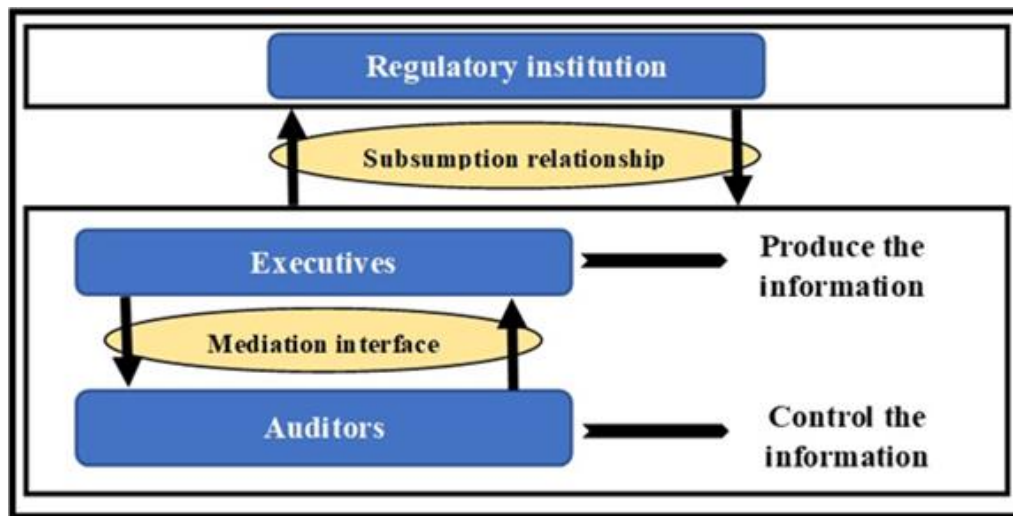 Regulatory institution
Subsumption relationship
Executives
Produce the
information
Mediation interface
Auditors
Control the
information